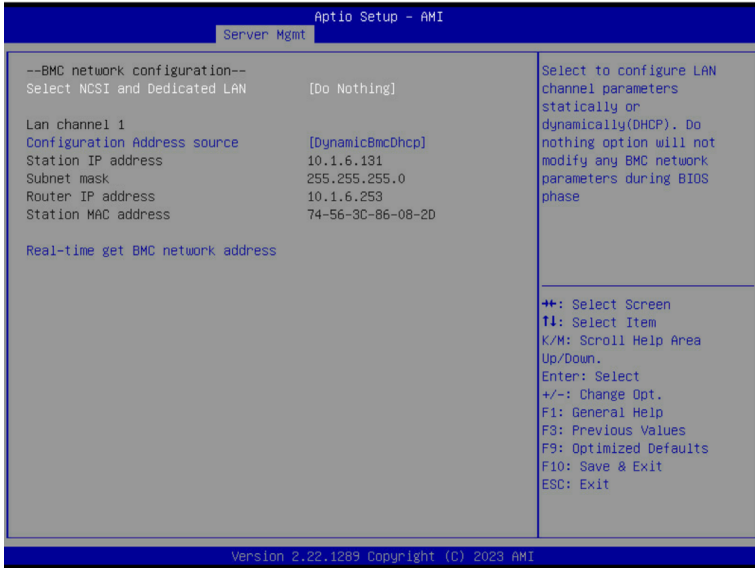 Aptio Setup - AMI
Server Mgmt
--BMC network configuration--
Select NCSI and Dedicated LAN [Do Nothing]
Lan channel 1
Configuration Address source [DynamicBmcDhcp]
Station IP address 10.1.6.131
Subnet mask 255.255.255.0
Router IP address 10.1.6.253
Station MAC address 74-56-3C-86-08-2D
Real-time get BMC network address
Select to configure LAN
channel parameters
statically or
dynamically(DHCP). Do
nothing option will not
modify any BMC network
parameters during BIOS
phase
→←: Select Screen
↑↓: Select Item
K/M: Scroll Help Area
Up/Down.
Enter: Select
+/-: Change Opt.
F1: General Help
F3: Previous Values
F9: Optimized Defaults
F10: Save & Exit
ESC: Exit
Version 2.22.1289 Copyright (C) 2023 AMI